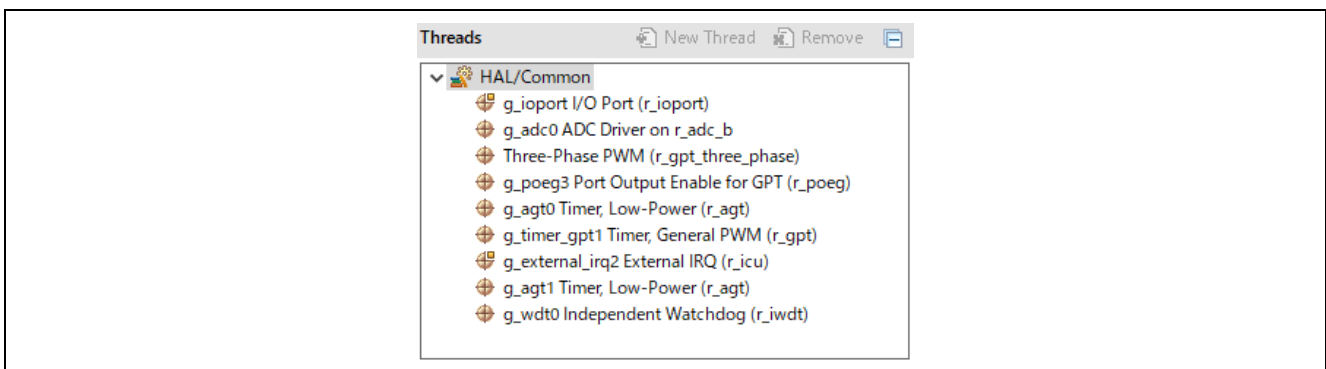 Threads New Thread Remove
HAL/Common
g_ioport I/O Port (r_ioport)
g_adc0 ADC Driver on r_adc_b
Three-Phase PWM (r_gpt_three_phase)
g_poeg3 Port Output Enable for GPT (r_poeg)
g_agt0 Timer, Low-Power (r_agt)
g_timer_gpt1 Timer, General PWM (r_gpt)
g_external_irq2 External IRQ (r_icu)
g_agt1 Timer, Low-Power (r_agt)
g_wdt0 Independent Watchdog (r_iwdt)